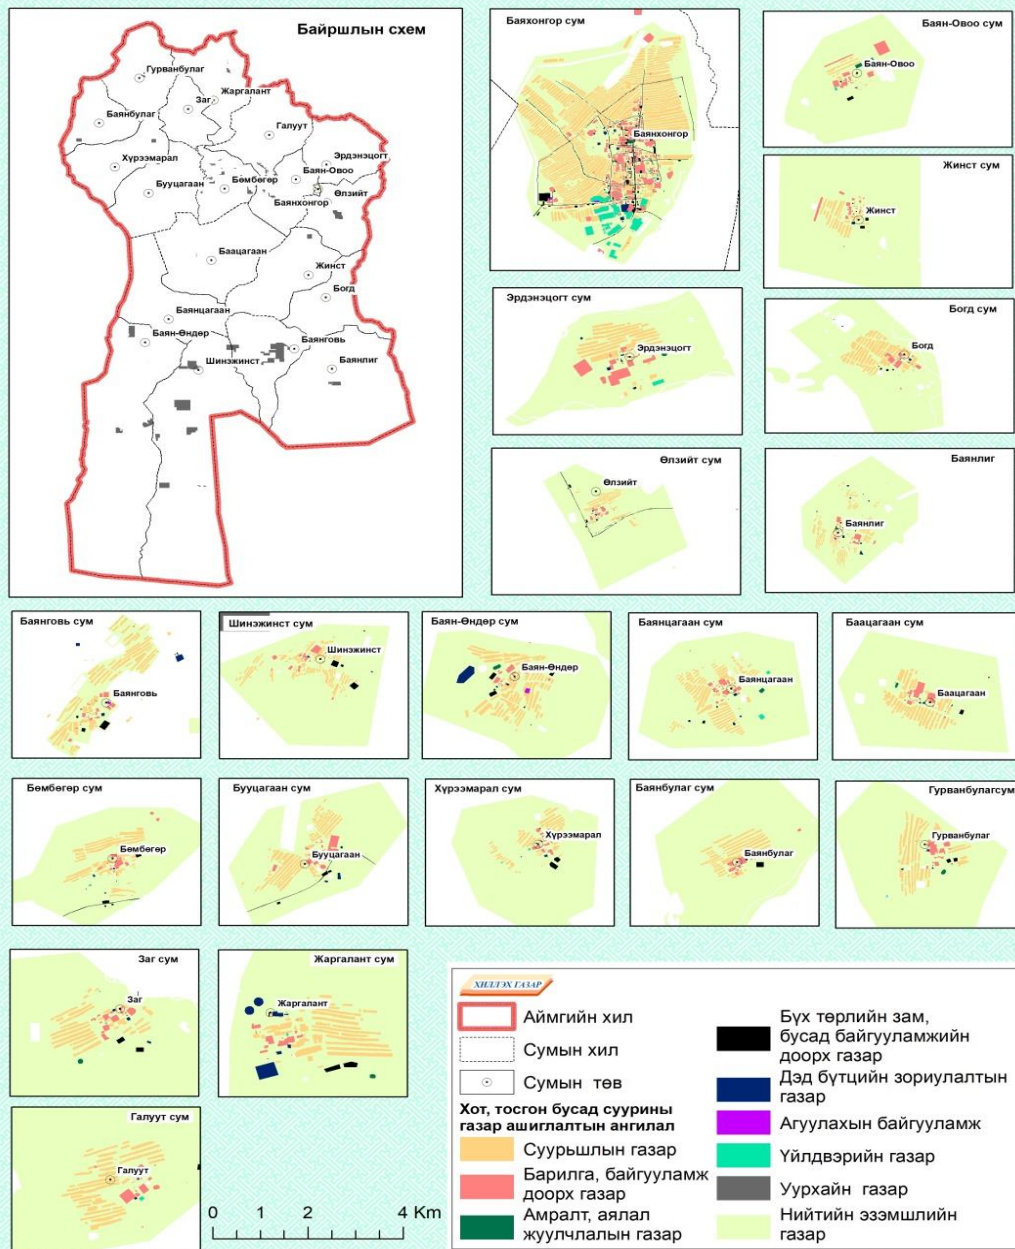 Байршлын схем
Гурванбулаг
Жаргалант
Заг
Баянбулаг
Галуут
Хүрээмарал
Эрдэнэцогт
Баян-Овоо
Бууцагаан
Бөмбөгөр
Өлзийт
Баянхонгор
Баацагаан
Жинст
Богд
Баянцагаан
Баян-Өндөр
Баянговь
Шинэжинст
Баянлиг
Баяхонгор сум
Баянхонгор
Баян-Овоо сум
Баян-Овоо
Жинст сум
Жинст
Эрдэнэцогт сум
Эрдэнэцогт
Богд сум
Богд
Өлзийт сум
Өлзийт
Баянлиг
Баянлиг
Баянговь сум
Баянговь
Шинэжинст сум
Шинэжинст
Баян-Өндөр сум
Баян-Өндөр
Баянцагаан сум
Баянцагаан
Баацагаан сум
Баацагаан
Бөмбөгөр сум
Бөмбөгөр
Бууцагаан сум
Бууцагаан
Хүрээмарал сум
Хүрээмарал
Баянбулаг сум
Баянбулаг
Гурванбулагсум
Гурванбулаг
Заг сум
Заг
Жаргалант сум
Жаргалант
Галуут сум
Галуут
0 1 2 4 Km
ХИЛЛЭХ ГАЗАР
Аймгийн хил
Сумын хил
Сумын төв
Хот, тосгон бусад суурины
газар ашиглалтын ангилал
Суурьшлын газар
Барилга, байгууламж
доорх газар
Амралт, аялал
жуулчлалын газар
Бүх төрлийн зам,
бусад байгууламжийн
доорх газар
Дэд бүтцийн зориулалтын
газар
Агуулахын байгууламж
Үйлдвэрийн газар
Уурхайн газар
Нийтийн эзэмшлийн
газар